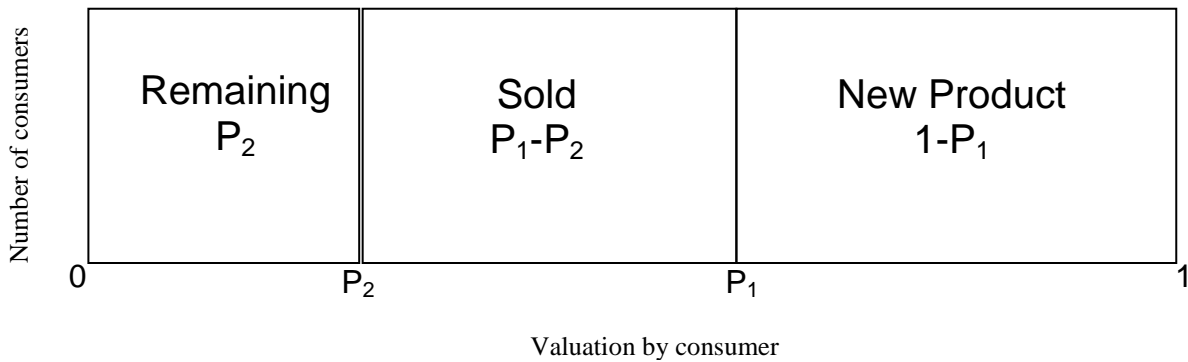 Number of consumers
Remaining
P₂
Sold
P₁-P₂
New Product
1-P₁
0
P₂
P₁
1
Valuation by consumer